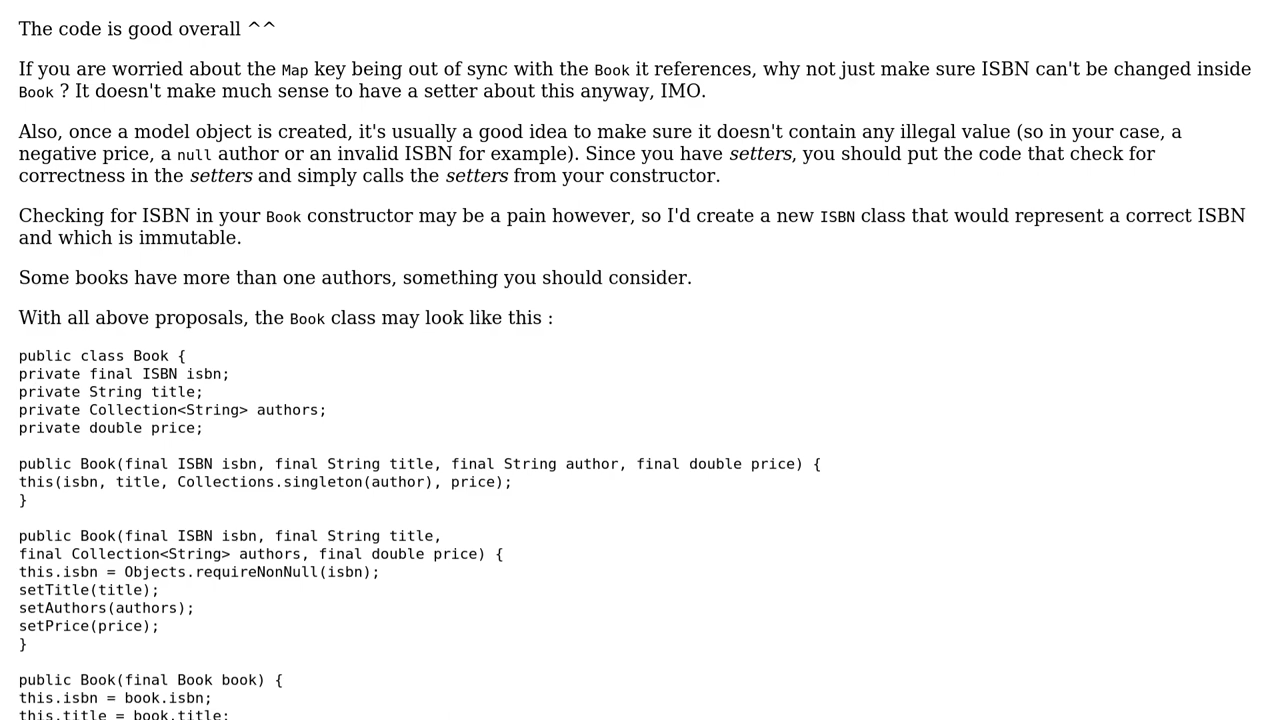 The code is good overall ^^
If you are worried about the Map key being out of sync with the Book it references, why not just make sure ISBN can't be changed inside
Book ? It doesn't make much sense to have a setter about this anyway, IMO.
Also, once a model object is created, it's usually a good idea to make sure it doesn't contain any illegal value (so in your case, a
negative price, a null author or an invalid ISBN for example). Since you have setters, you should put the code that check for
correctness in the setters and simply calls the setters from your constructor.
Checking for ISBN in your Book constructor may be a pain however, so I'd create a new ISBN class that would represent a correct ISBN
and which is immutable.
Some books have more than one authors, something you should consider.
With all above proposals, the Book class may look like this :
public class Book {
private final ISBN isbn;
private String title;
private Collection<String> authors;
private double price;
public Book(final ISBN isbn, final String title, final String author, final double price) {
this(isbn, title, Collections.singleton(author), price);
}
public Book(final ISBN isbn, final String title,
final Collection<String> authors, final double price) {
this.isbn = Objects.requireNonNull(isbn);
setTitle(title);
setAuthors(authors);
setPrice(price);
}
public Book(final Book book) {
this.isbn = book.isbn;
this.title = book.title;